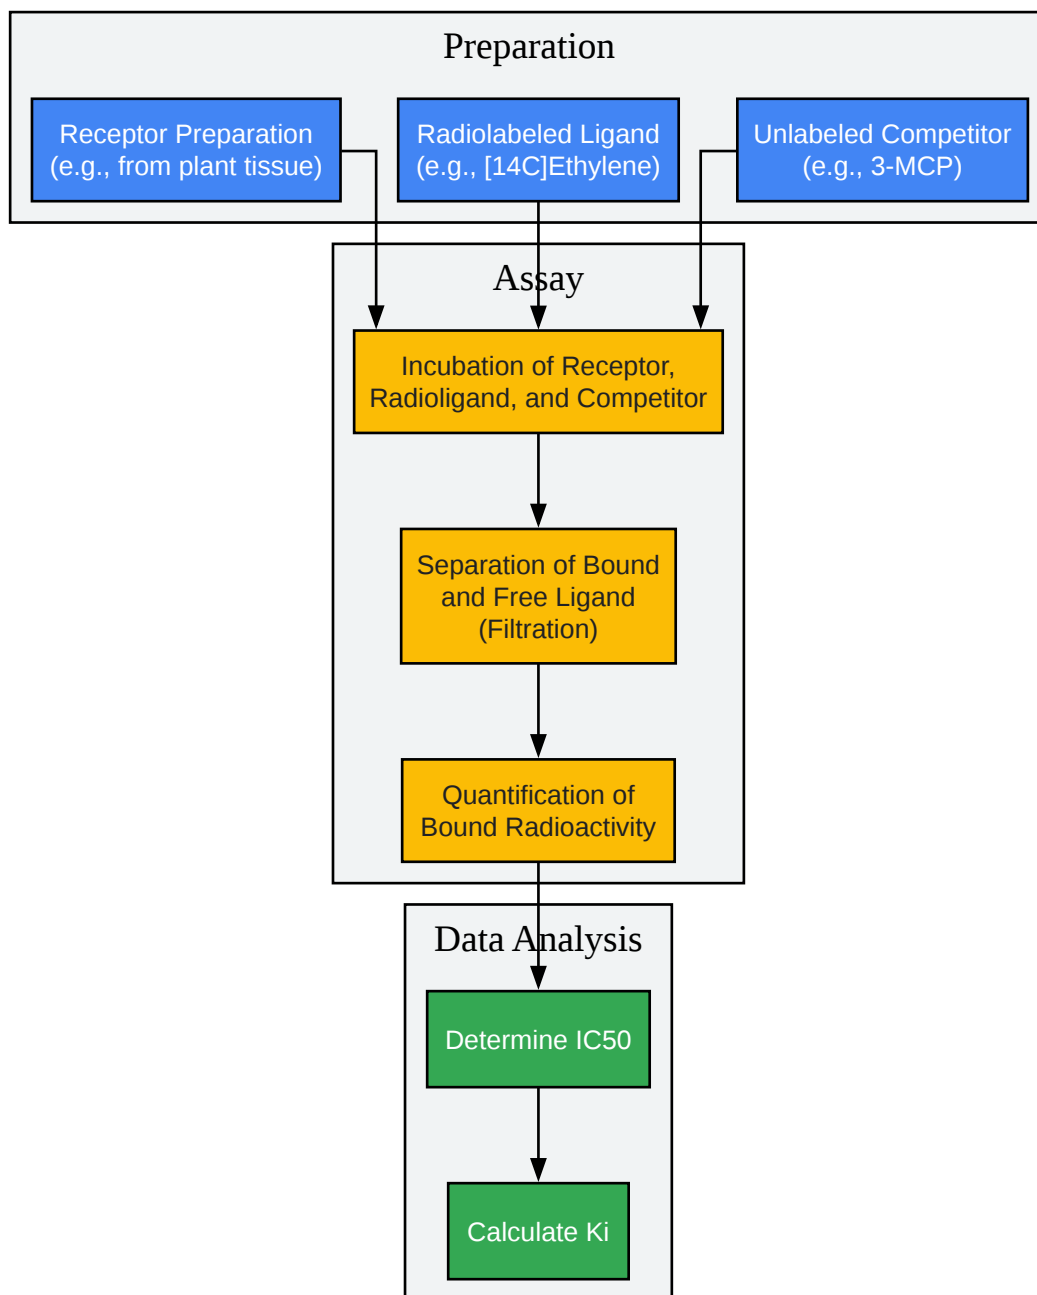 Preparation
Receptor Preparation
(e.g., from plant tissue)
Radiolabeled Ligand
(e.g., [14C]Ethylene)
Unlabeled Competitor
(e.g., 3-MCP)
Assay
Incubation of Receptor,
Radioligand, and Competitor
Separation of Bound
and Free Ligand
(Filtration)
Quantification of
Bound Radioactivity
Data Analysis
Determine IC50
Calculate Ki